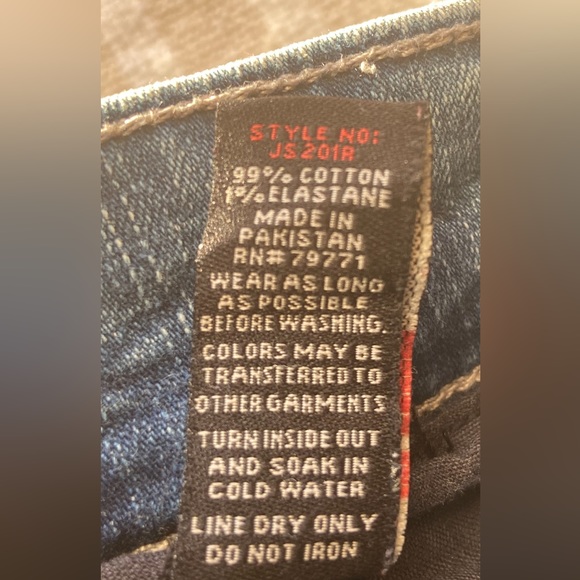 STYLE NO:
JS201R
99% COTTON
1% ELASTANE
MADE IN
PAKISTAN
RN# 79771
WEAR AS LONG
AS POSSIBLE
BEFORE WASHING.
COLORS MAY BE
TRANSFERRED TO
OTHER GARMENTS
TURN INSIDE OUT
AND SOAK IN
COLD WATER
LINE DRY ONLY
DO NOT IRON